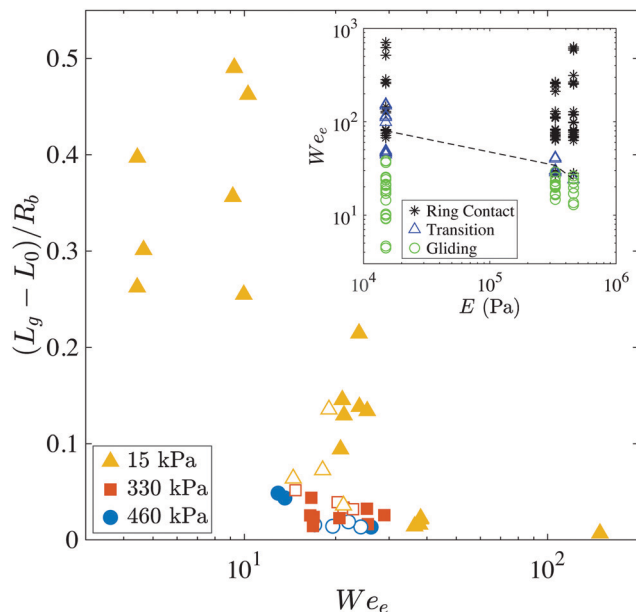 0.5
0.4
0.3
0.2
0.1
0
(L_g − L_0)/R_b
10^1
10^2
We_e
15 kPa
330 kPa
460 kPa
10^3
10^2
10^1
We_e
10^4
10^5
10^6
E (Pa)
Ring Contact
Transition
Gliding